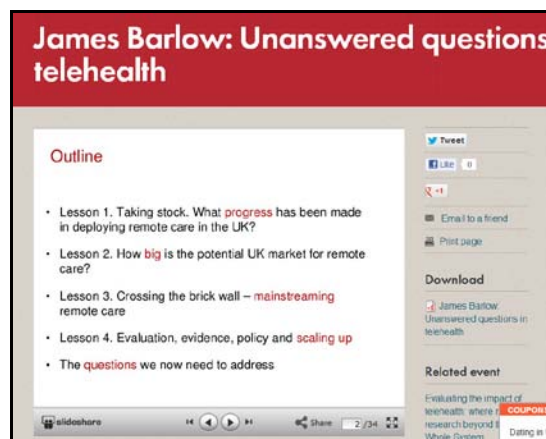 James Barlow: Unanswered questions
telehealth
Outline
• Lesson 1. Taking stock. What progress has been made
in deploying remote care in the UK?
• Lesson 2. How big is the potential UK market for remote
care?
• Lesson 3. Crossing the brick wall – mainstreaming
remote care
• Lesson 4. Evaluation, evidence, policy and scaling up
• The questions we now need to address
slideshare
Share
2 /34
Tweet
Like 0
+1
Email to a friend
Print page
Download
James Barlow:
Unanswered questions in
telehealth
Related event
Evaluating the impact of
telehealth: where
research beyond
Whole System
COUPON
Dating in